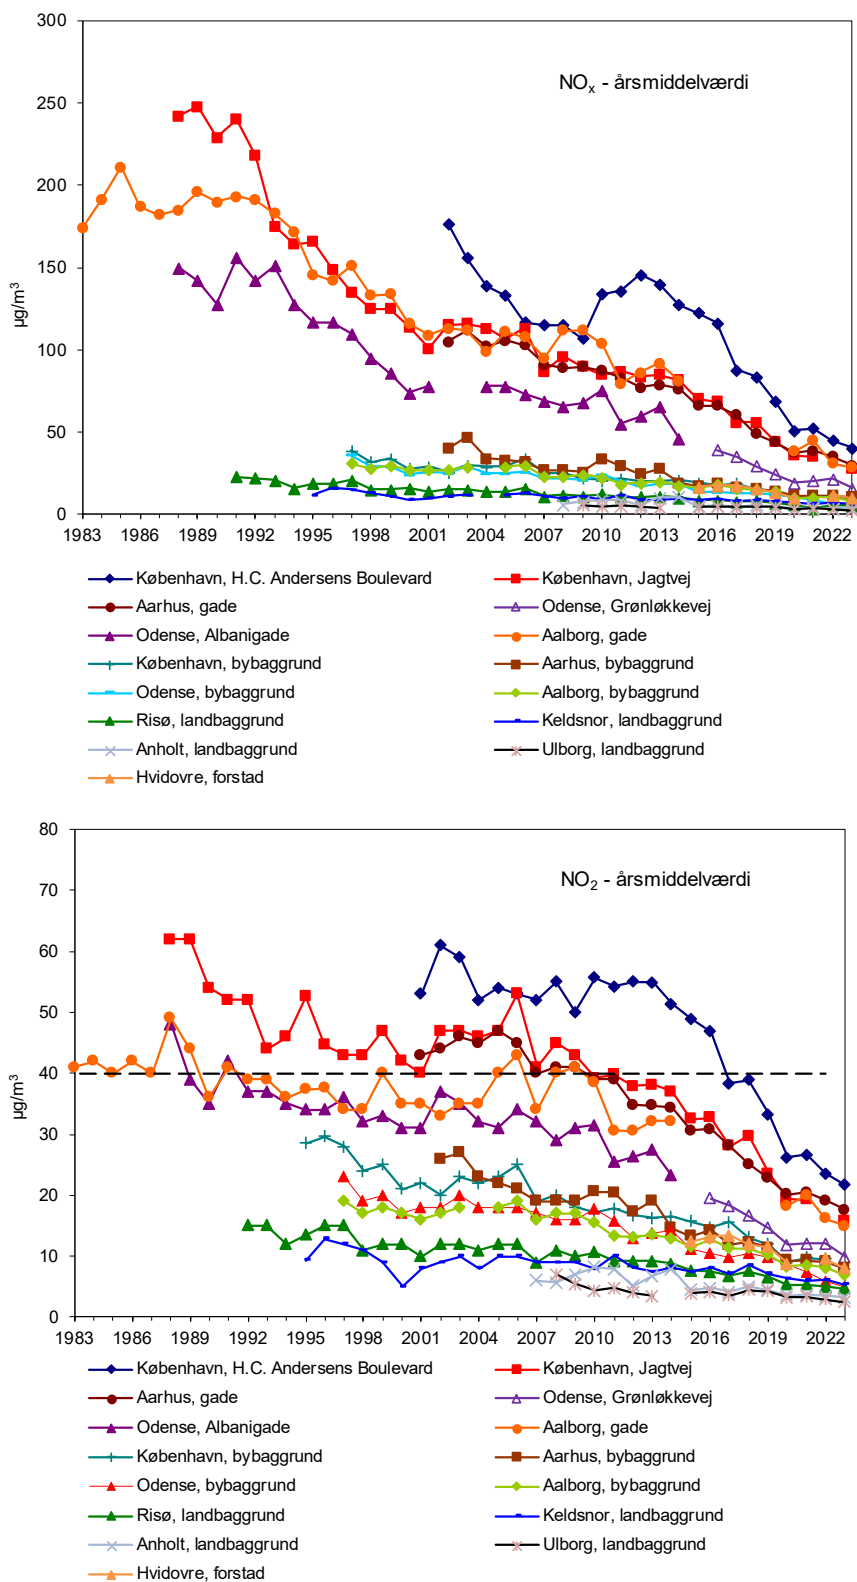 300
NOx - årsmiddelværdi
250
200
150
µg/m³
100
50
0
1983 1986 1989 1992 1995 1998 2001 2004 2007 2010 2013 2016 2019 2022
København, H.C. Andersens Boulevard København, Jagtvej
Aarhus, gade Odense, Grønløkkevej
Odense, Albanigade Aalborg, gade
København, bybaggrund Aarhus, bybaggrund
Odense, bybaggrund Aalborg, bybaggrund
Risø, landbaggrund Keldsnor, landbaggrund
Anholt, landbaggrund Ulborg, landbaggrund
Hvidovre, forstad
80
NO₂ - årsmiddelværdi
70
60
50
40
µg/m³
30
20
10
0
1983 1986 1989 1992 1995 1998 2001 2004 2007 2010 2013 2016 2019 2022
København, H.C. Andersens Boulevard København, Jagtvej
Aarhus, gade Odense, Grønløkkevej
Odense, Albanigade Aalborg, gade
København, bybaggrund Aarhus, bybaggrund
Odense, bybaggrund Aalborg, bybaggrund
Risø, landbaggrund Keldsnor, landbaggrund
Anholt, landbaggrund Ulborg, landbaggrund
Hvidovre, forstad